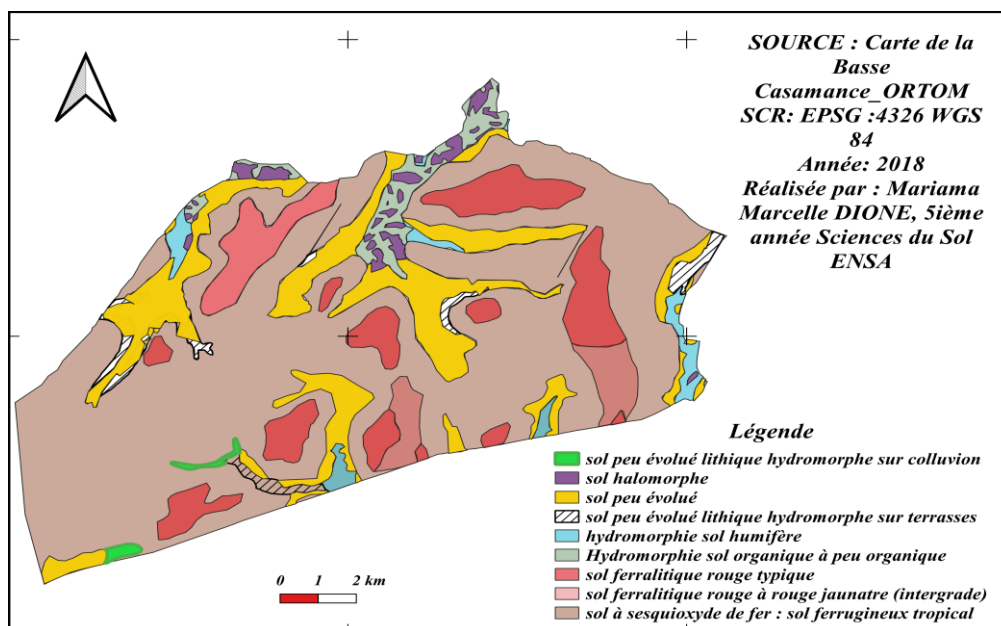 SOURCE : Carte de la
Basse
Casamance_ORTOM
SCR: EPSG :4326 WGS
84
Année: 2018
Réalisée par : Mariama
Marcelle DIONE, 5ième
année Sciences du Sol
ENSA
Légende
sol peu évolué lithique hydromorphe sur colluvion
sol halomorphe
sol peu évolué
sol peu évolué lithique hydromorphe sur terrasses
hydromorphie sol humifère
Hydromorphie sol organique à peu organique
sol ferralitique rouge typique
sol ferralitique rouge à rouge jaunatre (intergrade)
sol à sesquioxyde de fer : sol ferrugineux tropical
0 1 2 km